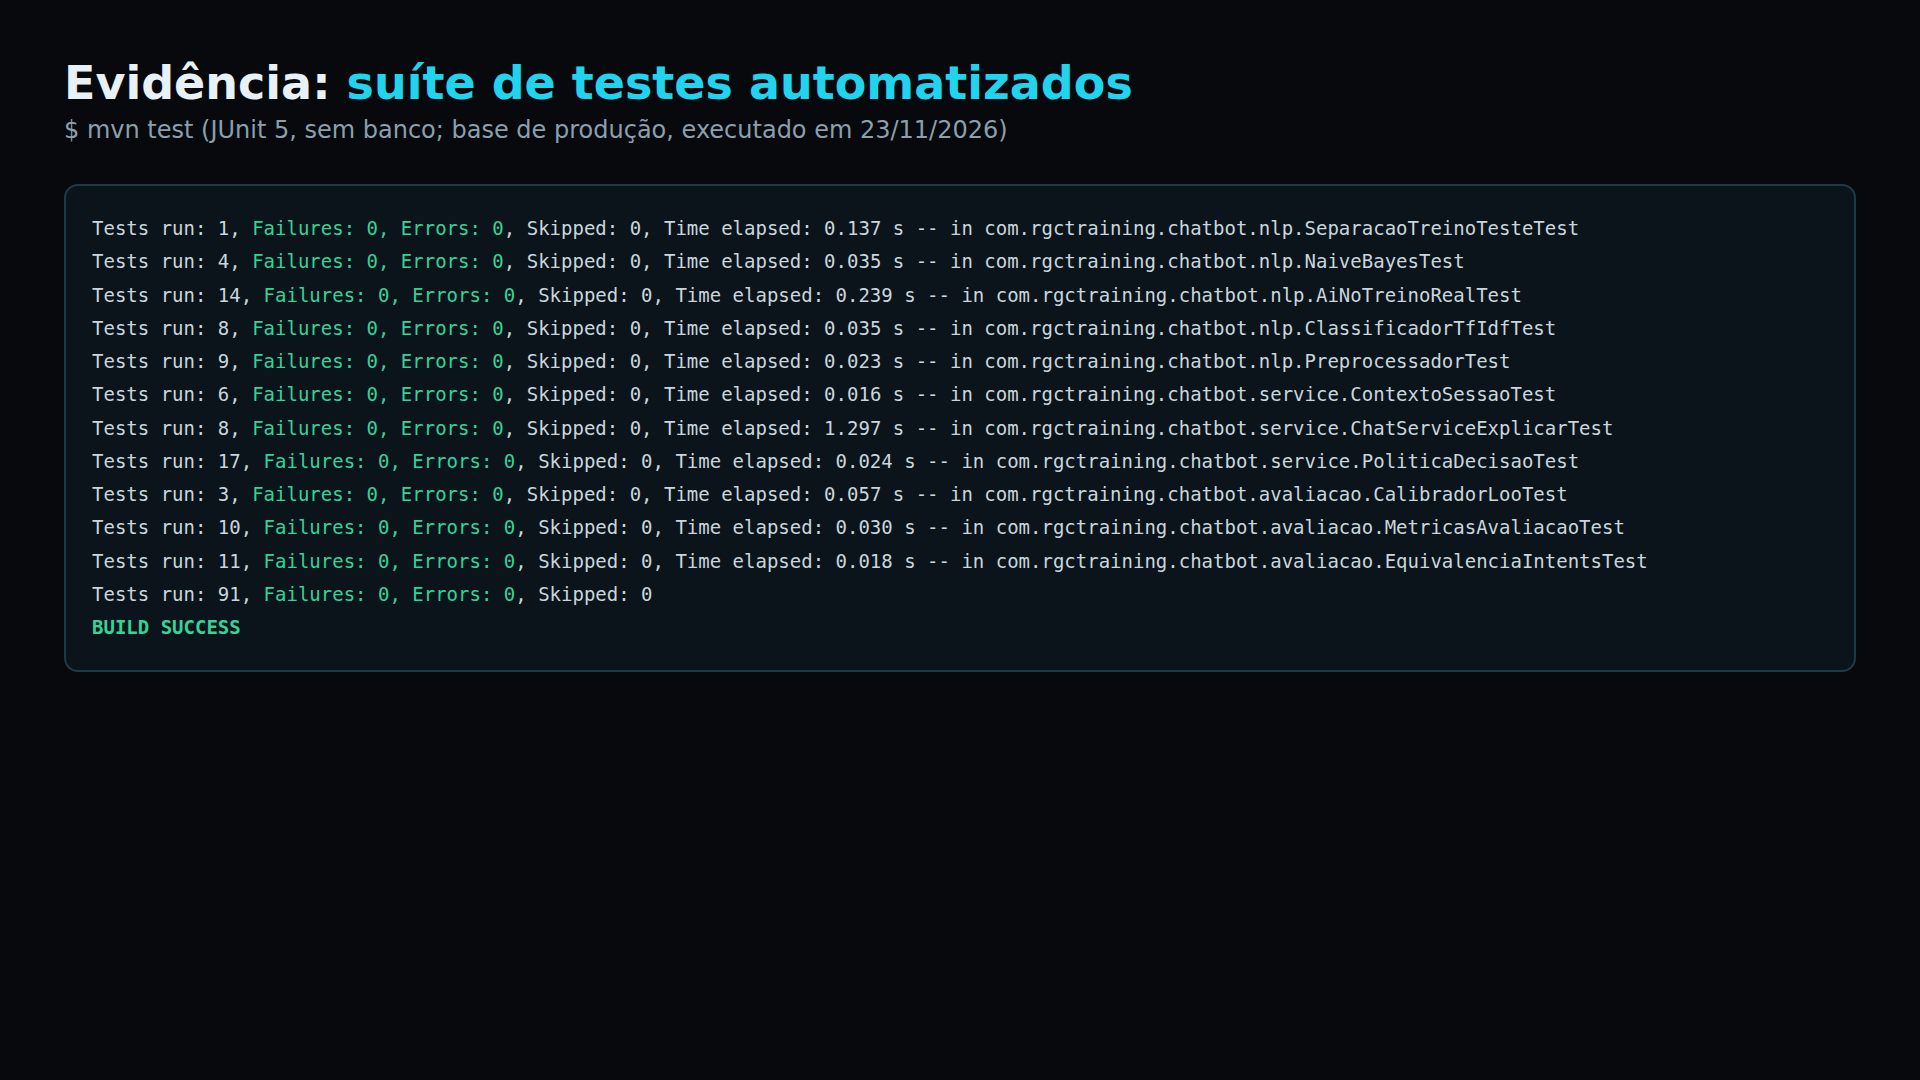 Evidência: suíte de testes automatizados
$ mvn test (JUnit 5, sem banco; base de produção, executado em 23/11/2026)
Tests run: 1, Failures: 0, Errors: 0, Skipped: 0, Time elapsed: 0.137 s -- in com.rgctraining.chatbot.nlp.SeparacaoTreinoTesteTest
Tests run: 4, Failures: 0, Errors: 0, Skipped: 0, Time elapsed: 0.035 s -- in com.rgctraining.chatbot.nlp.NaiveBayesTest
Tests run: 14, Failures: 0, Errors: 0, Skipped: 0, Time elapsed: 0.239 s -- in com.rgctraining.chatbot.nlp.AiNoTreinoRealTest
Tests run: 8, Failures: 0, Errors: 0, Skipped: 0, Time elapsed: 0.035 s -- in com.rgctraining.chatbot.nlp.ClassificadorTfIdfTest
Tests run: 9, Failures: 0, Errors: 0, Skipped: 0, Time elapsed: 0.023 s -- in com.rgctraining.chatbot.nlp.PreprocessadorTest
Tests run: 6, Failures: 0, Errors: 0, Skipped: 0, Time elapsed: 0.016 s -- in com.rgctraining.chatbot.service.ContextoSessaoTest
Tests run: 8, Failures: 0, Errors: 0, Skipped: 0, Time elapsed: 1.297 s -- in com.rgctraining.chatbot.service.ChatServiceExplicarTest
Tests run: 17, Failures: 0, Errors: 0, Skipped: 0, Time elapsed: 0.024 s -- in com.rgctraining.chatbot.service.PoliticaDecisaoTest
Tests run: 3, Failures: 0, Errors: 0, Skipped: 0, Time elapsed: 0.057 s -- in com.rgctraining.chatbot.avaliacao.CalibradorLooTest
Tests run: 10, Failures: 0, Errors: 0, Skipped: 0, Time elapsed: 0.030 s -- in com.rgctraining.chatbot.avaliacao.MetricasAvaliacaoTest
Tests run: 11, Failures: 0, Errors: 0, Skipped: 0, Time elapsed: 0.018 s -- in com.rgctraining.chatbot.avaliacao.EquivalenciaIntentsTest
Tests run: 91, Failures: 0, Errors: 0, Skipped: 0
BUILD SUCCESS